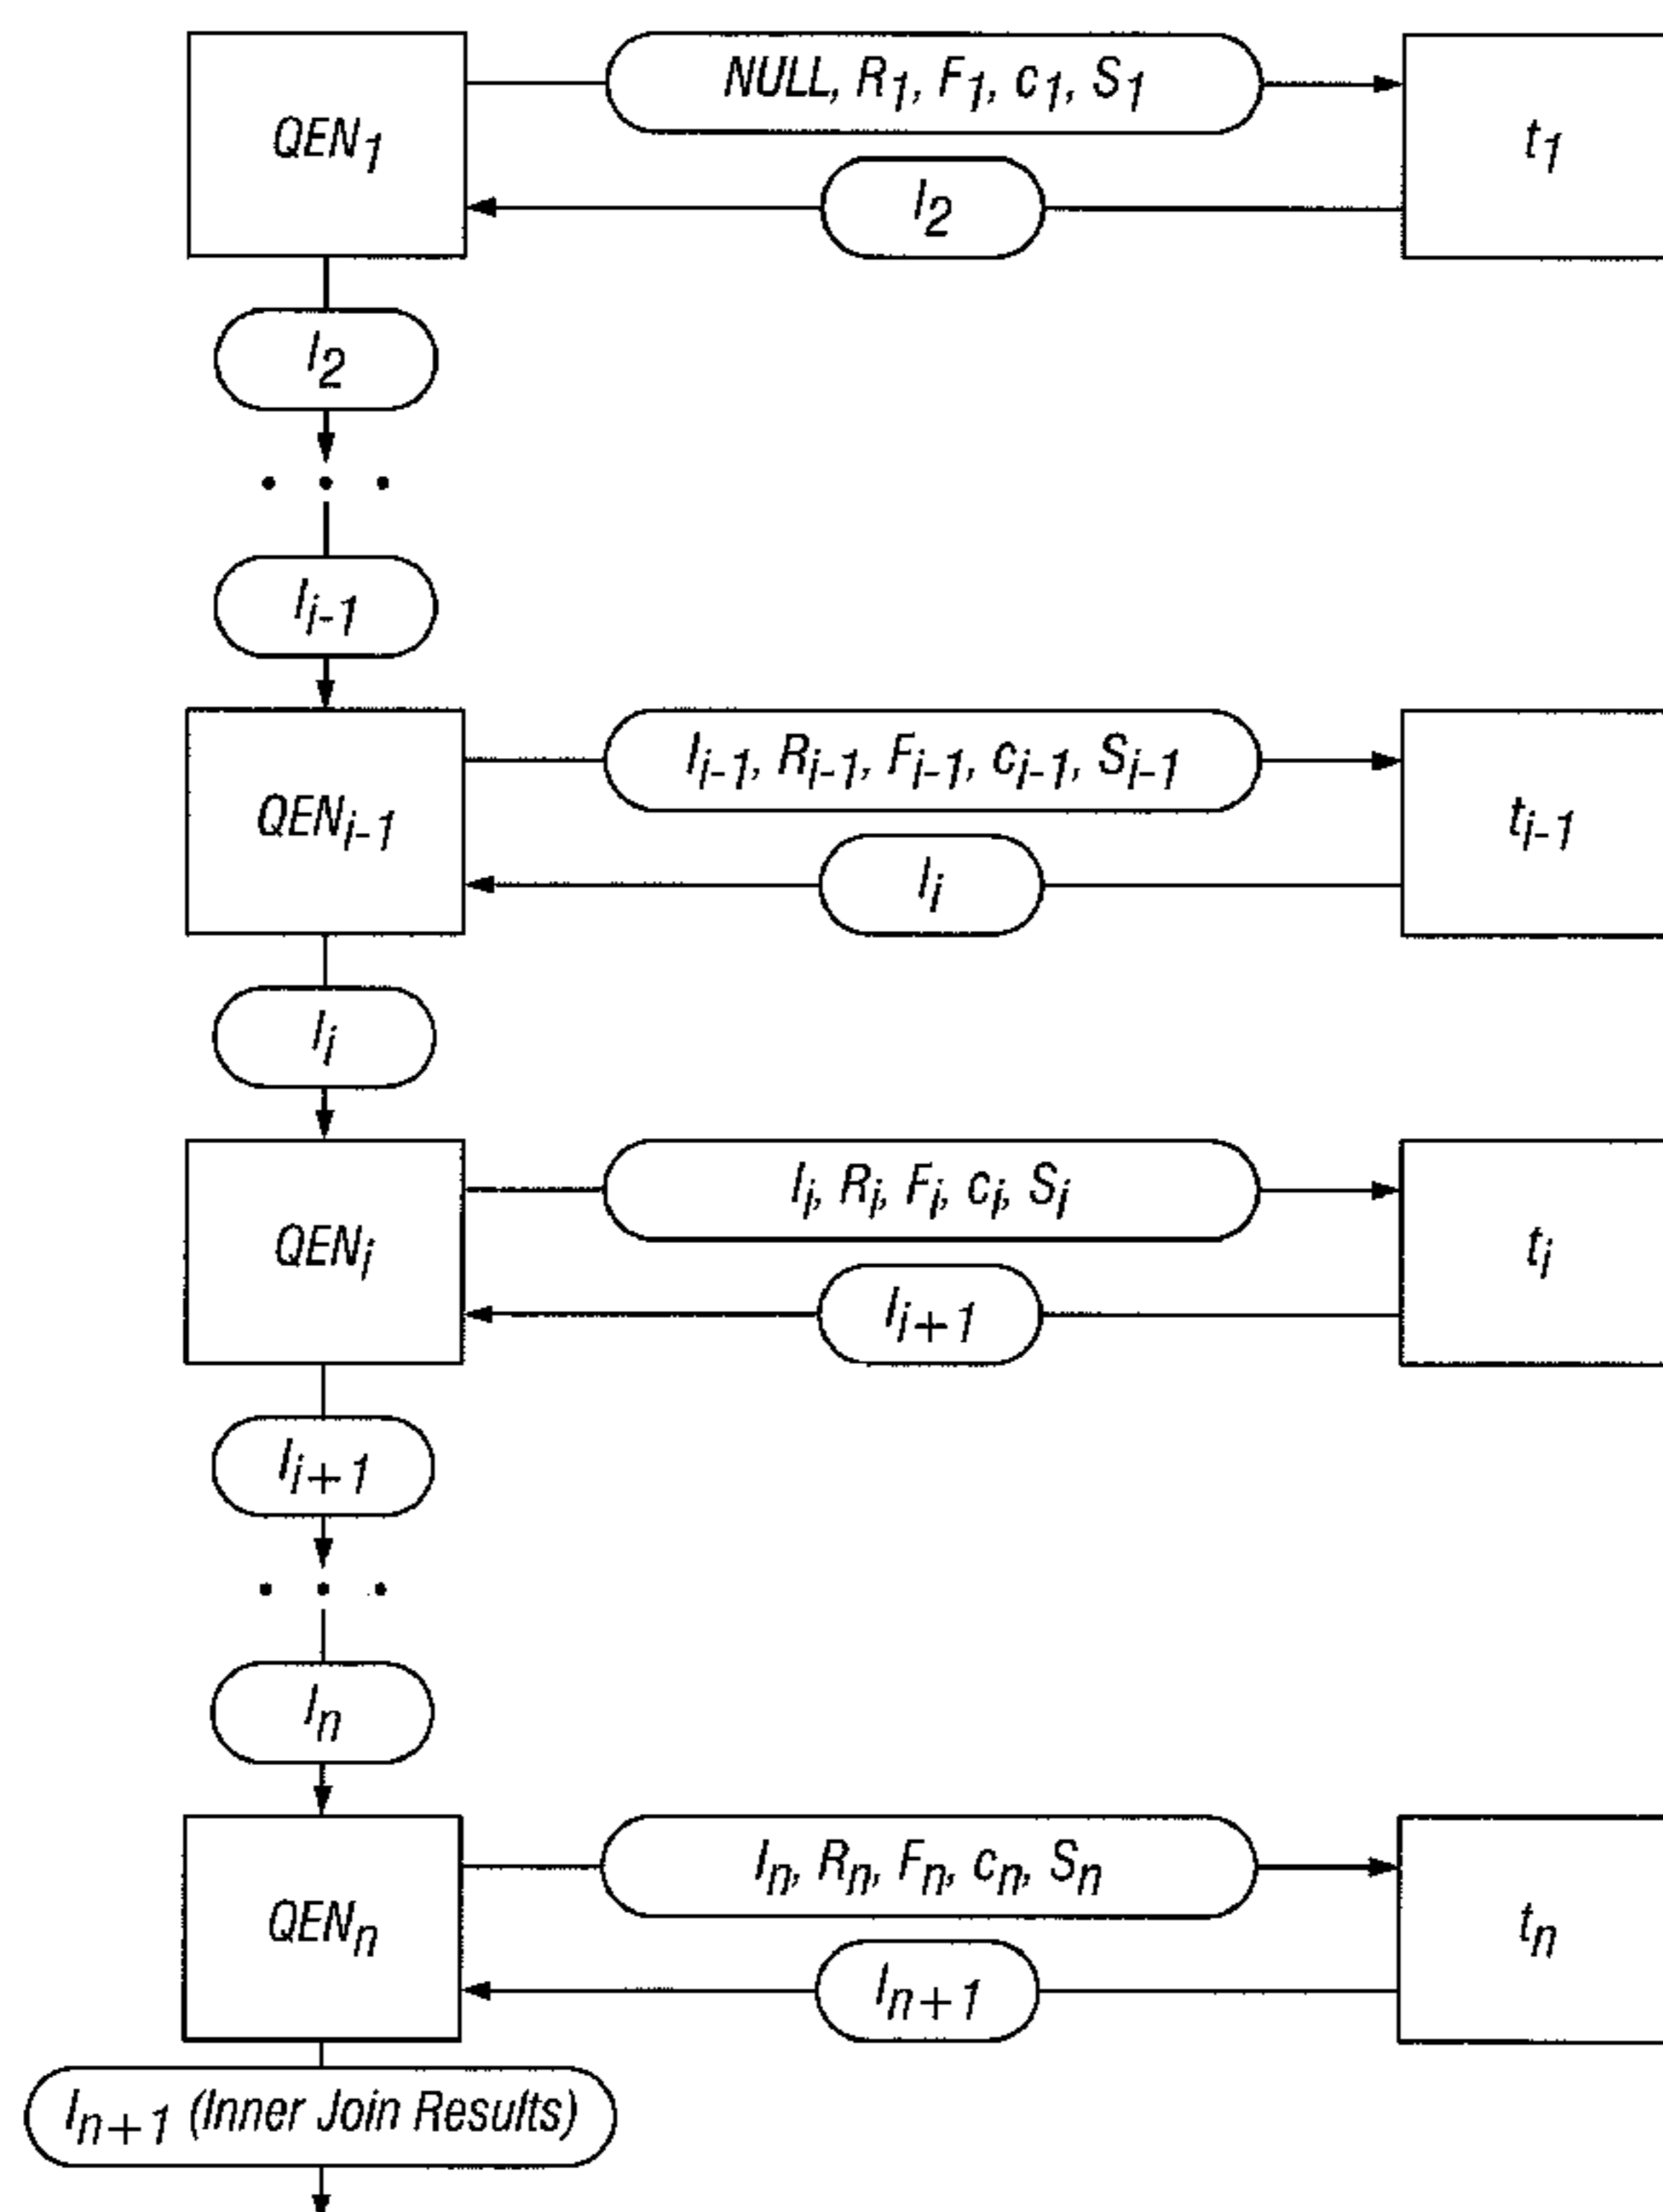 NULL, R1, F1, c1, S1
QEN1
t1
I2
I2
. . .
Ii-1
Ii-1, Ri-1, Fi-1, ci-1, Si-1
QENi-1
ti-1
Ii
Ii
Ii, Ri, Fi, ci, Si
QENi
ti
Ii+1
Ii+1
. . .
In
In, Rn, Fn, cn, Sn
QENn
tn
In+1
In+1 (Inner Join Results)